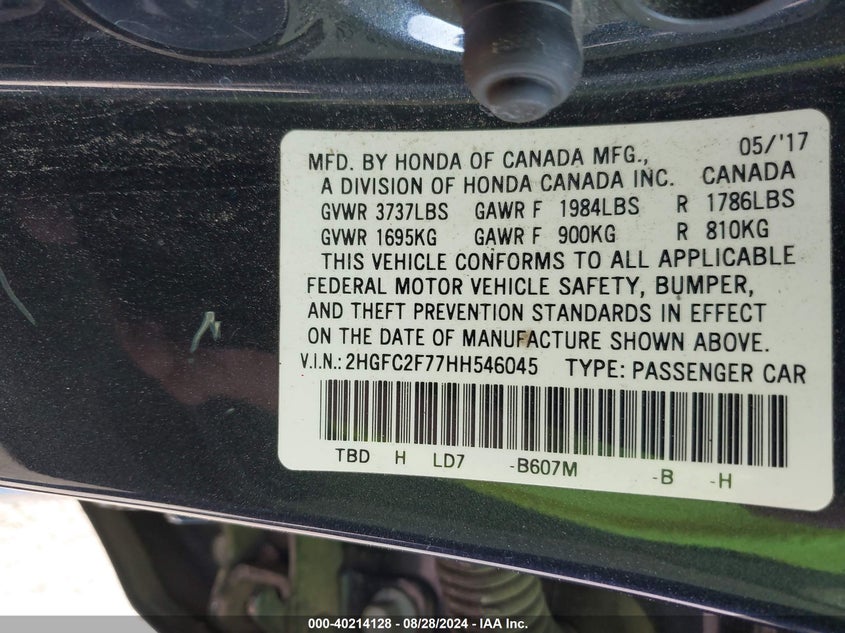 05/'17
MFD. BY HONDA OF CANADA MFG.,
A DIVISION OF HONDA CANADA INC. CANADA
GVWR 3737LBS GAWR F 1984LBS R 1786LBS
GVWR 1695KG GAWR F 900KG R 810KG
THIS VEHICLE CONFORMS TO ALL APPLICABLE
FEDERAL MOTOR VEHICLE SAFETY, BUMPER,
AND THEFT PREVENTION STANDARDS IN EFFECT
ON THE DATE OF MANUFACTURE SHOWN ABOVE.
V.I.N.: 2HGFC2F77HH546045 TYPE: PASSENGER CAR
TBD H LD7 -B607M -B -H
000-40214128 - 08/28/2024 - IAA Inc.